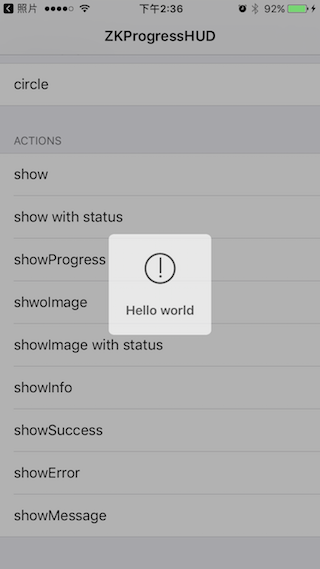 照片 下午2:36 92%
ZKProgressHUD
circle
ACTIONS
show
show with status
showProgress
shwoImage
Hello world
showImage with status
showInfo
showSuccess
showError
showMessage